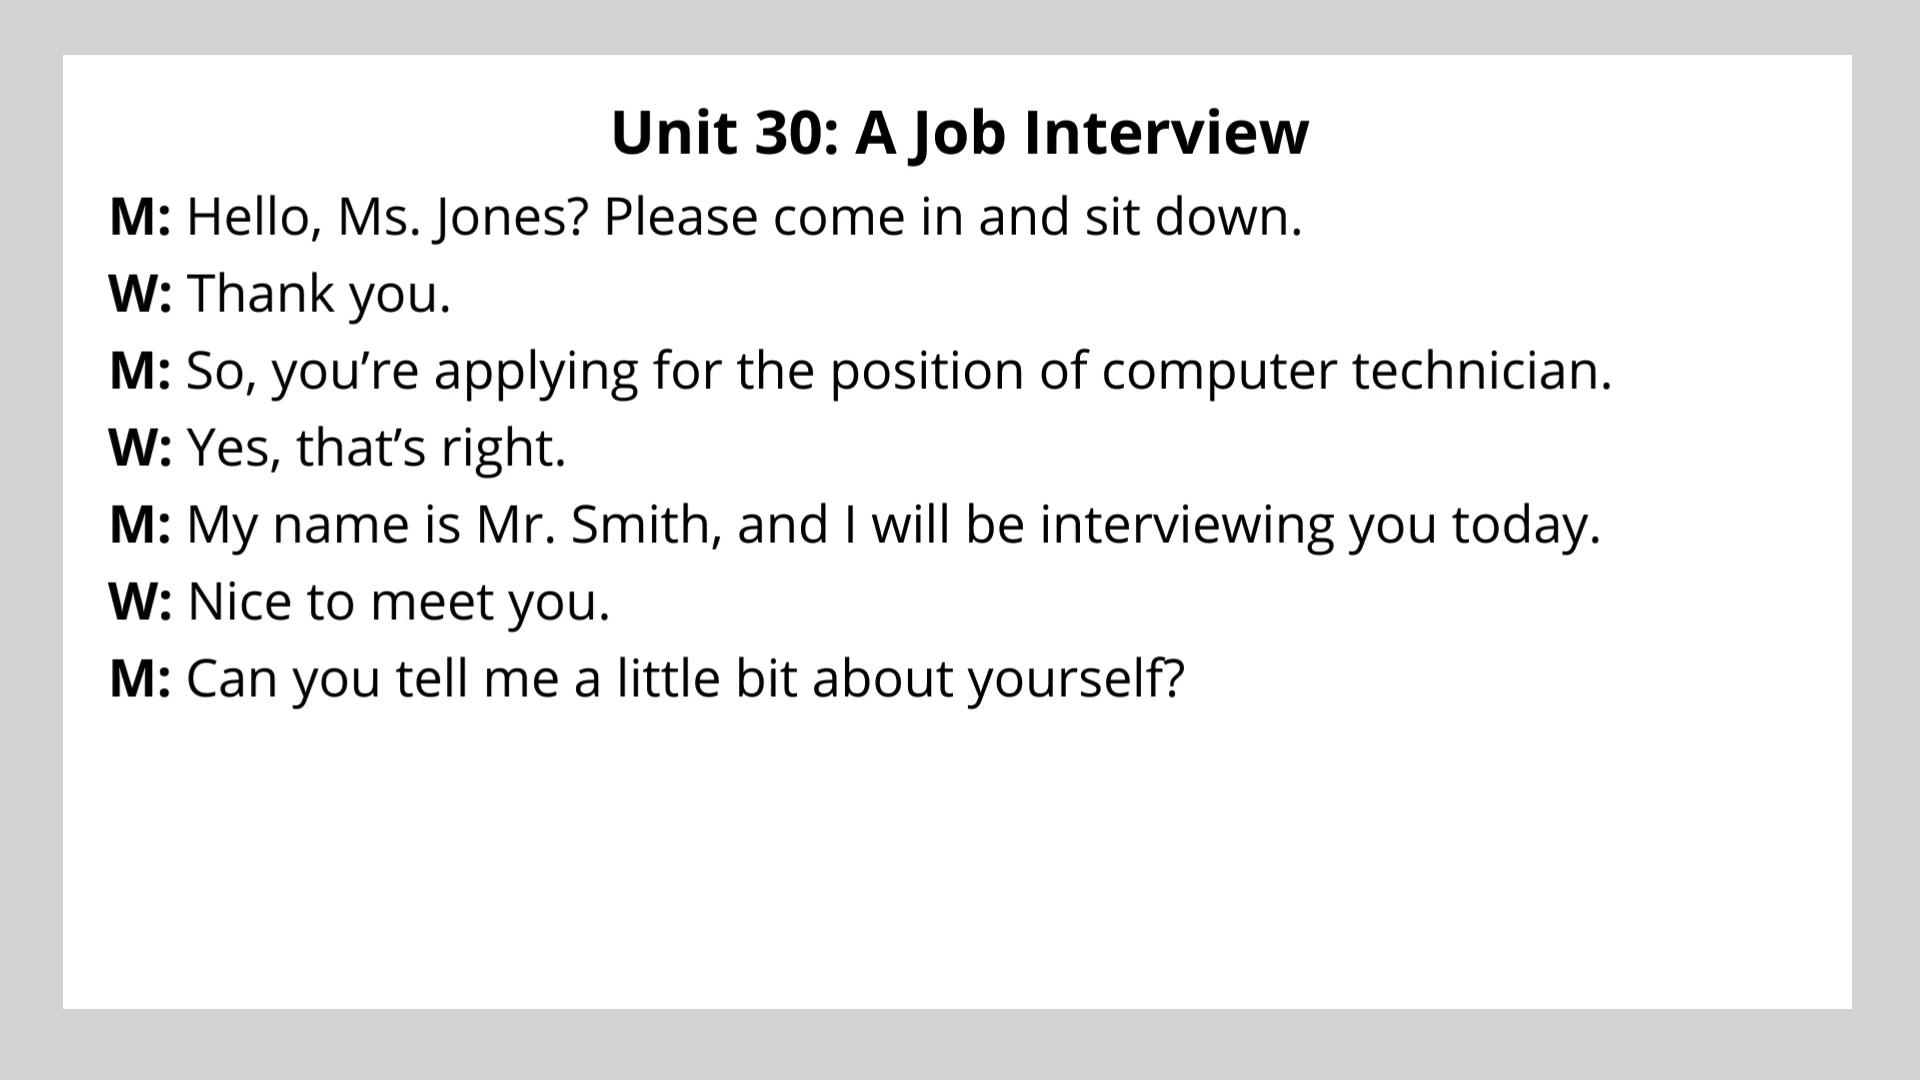 Unit 30: A Job Interview
M: Hello, Ms. Jones? Please come in and sit down.
W: Thank you.
M: So, you’re applying for the position of computer technician.
W: Yes, that’s right.
M: My name is Mr. Smith, and I will be interviewing you today.
W: Nice to meet you.
M: Can you tell me a little bit about yourself?